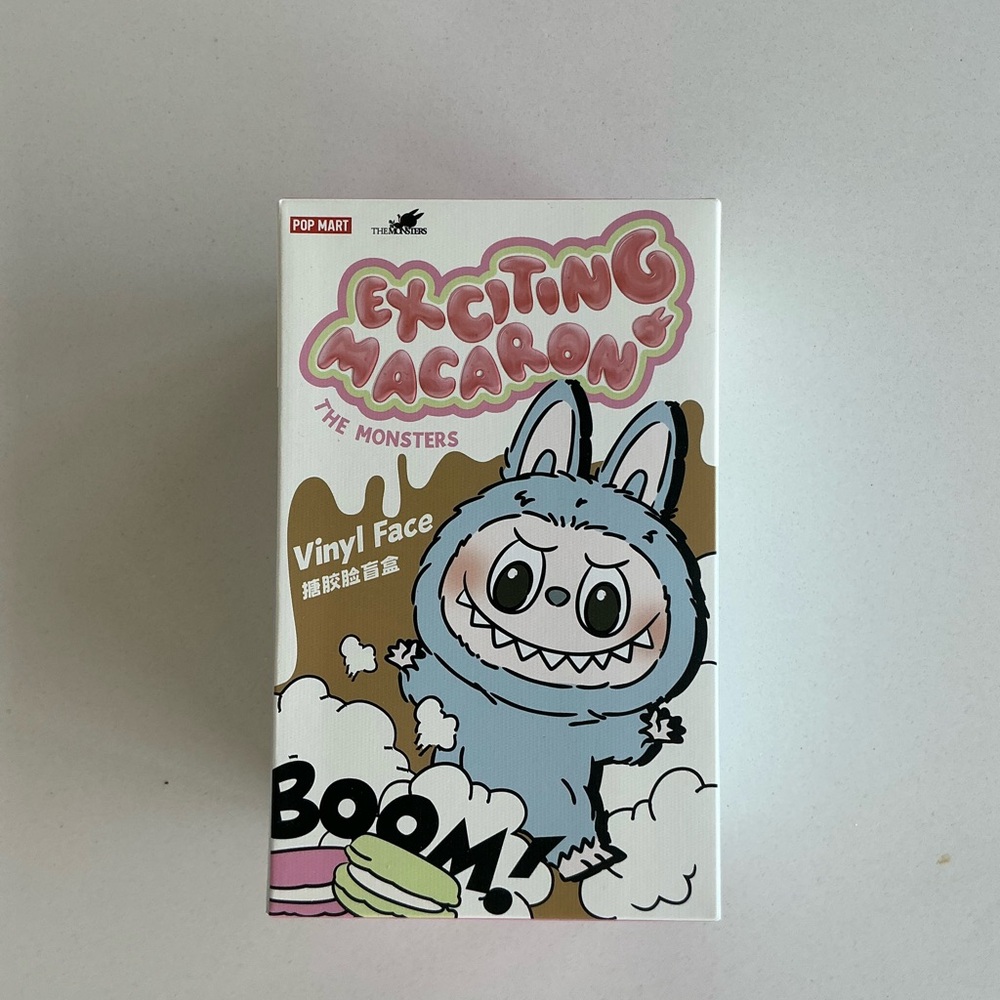 POP MART
THE MONSTERS
EXCITING
MACARON
THE MONSTERS
Vinyl Face
搪胶脸盲盒
BOOM!